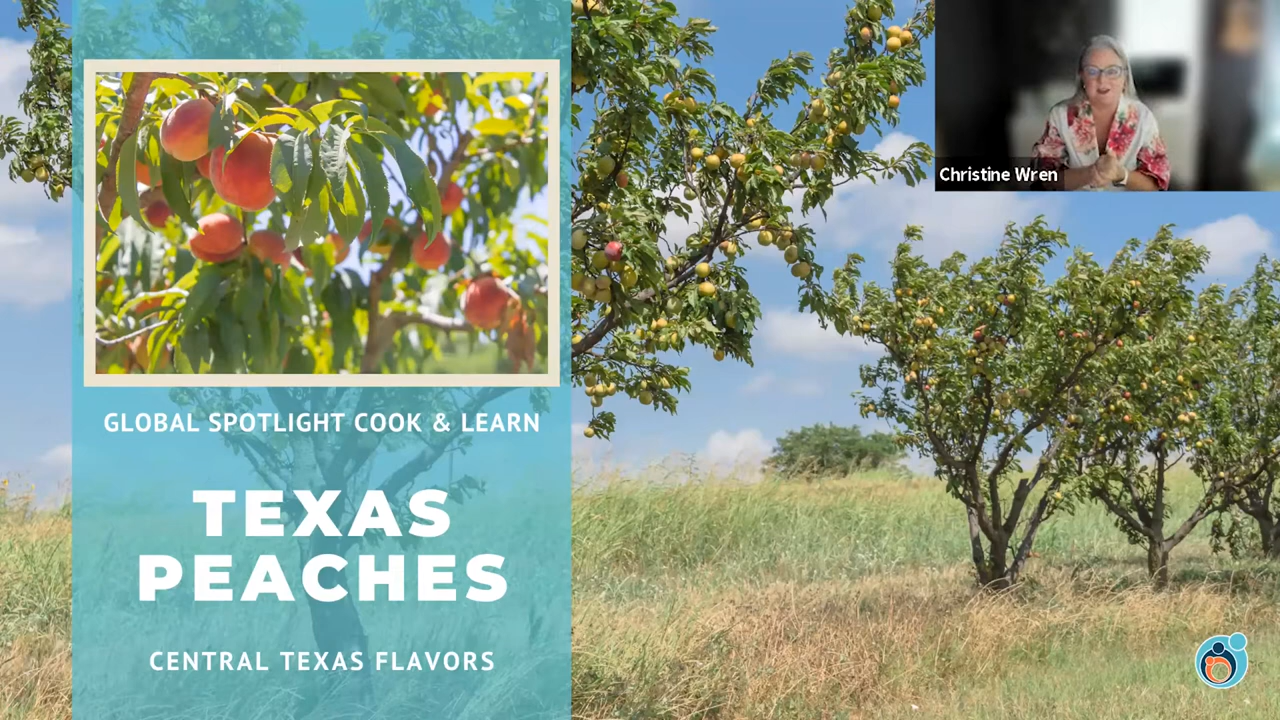 Christine Wren
GLOBAL SPOTLIGHT COOK & LEARN
TEXAS
PEACHES
CENTRAL TEXAS FLAVORS